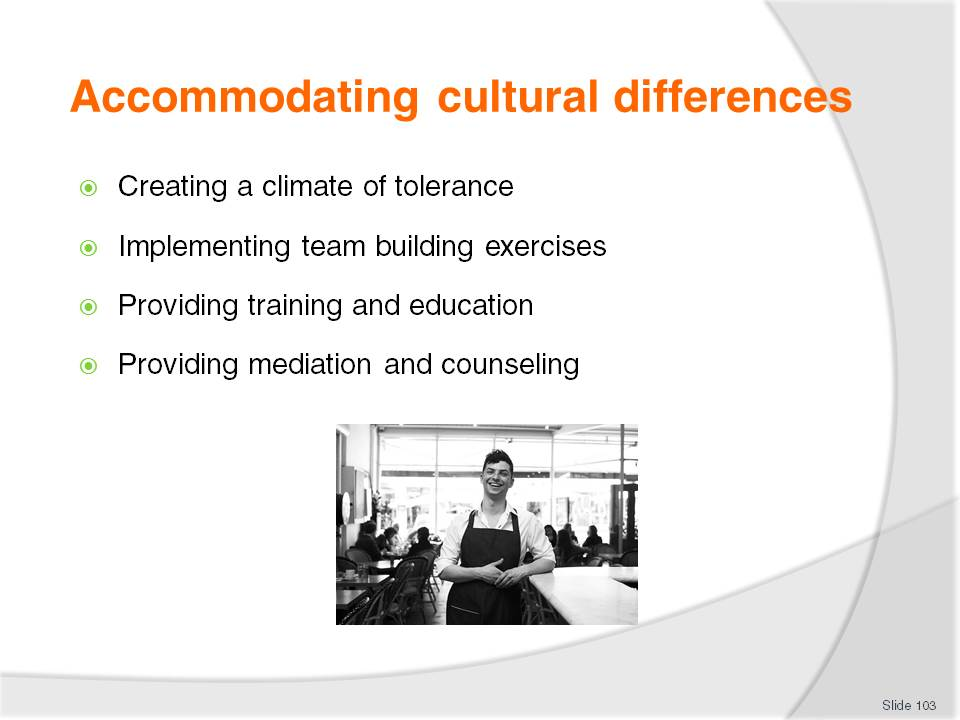 Accommodating cultural differences
Creating a climate of tolerance
Implementing team building exercises
Providing training and education
Providing mediation and counseling
Slide 103